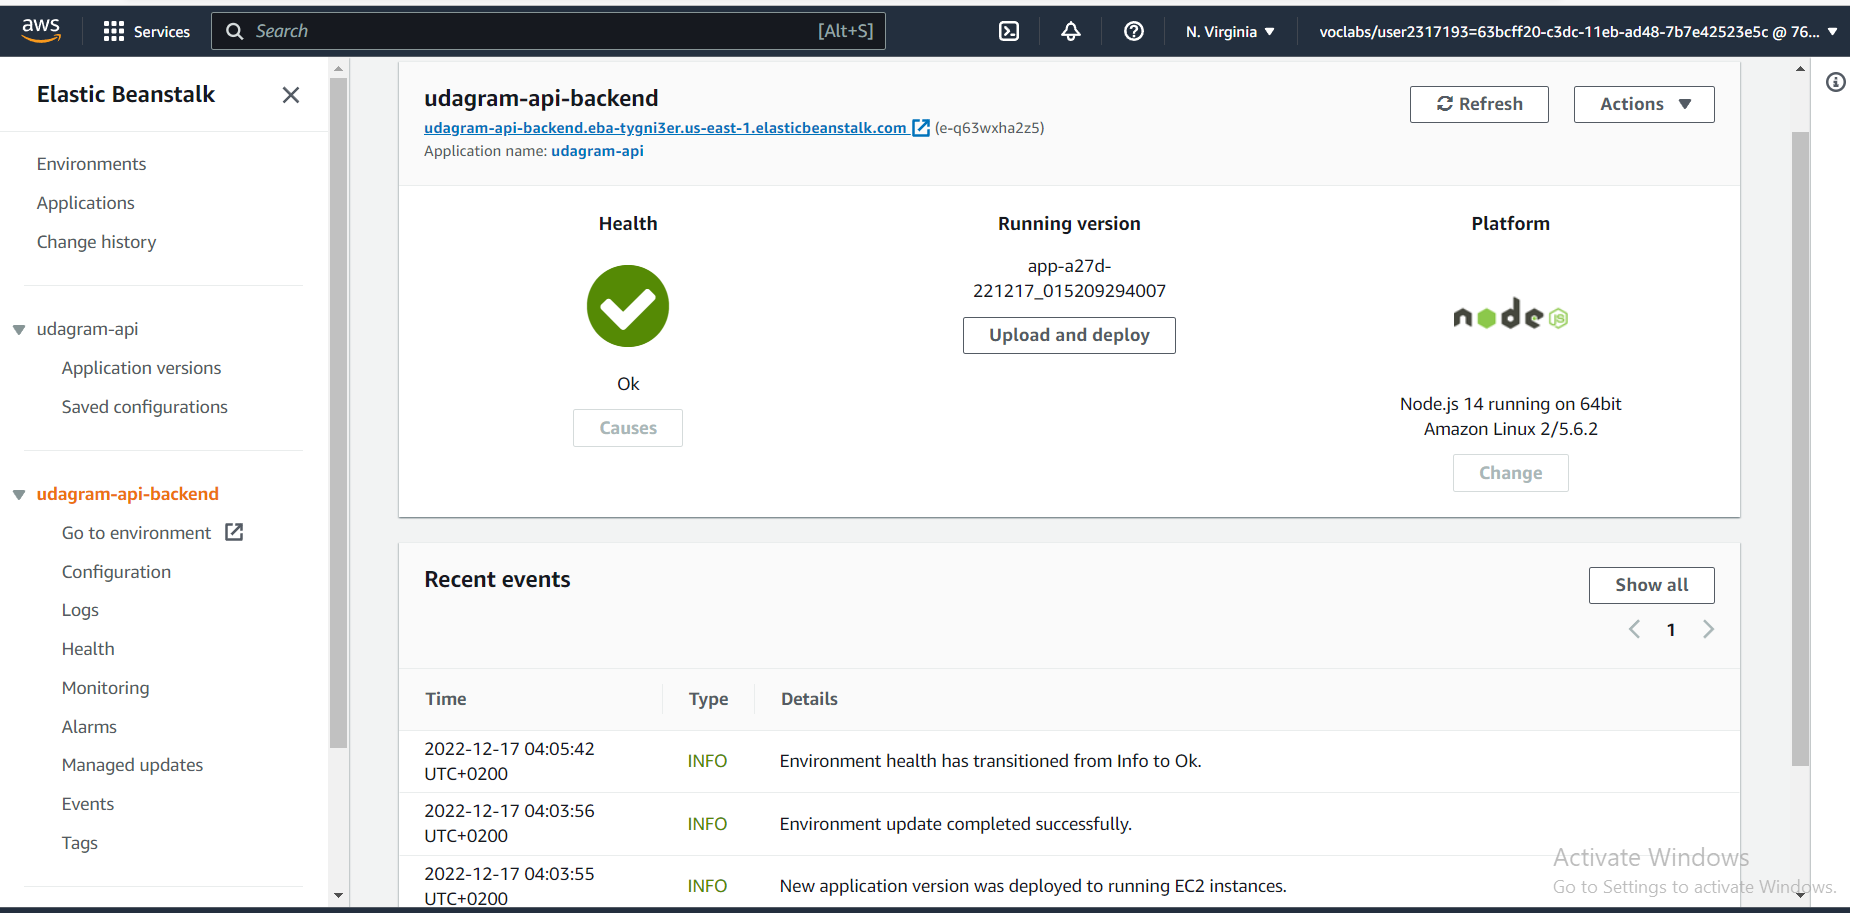 aws
Services
Search
[Alt+S]
N. Virginia
voclabs/user2317193=63bcff20-c3dc-11eb-ad48-7b7e42523e5c @ 76...
Elastic Beanstalk
Environments
Applications
Change history
udagram-api
Application versions
Saved configurations
udagram-api-backend
Go to environment
Configuration
Logs
Health
Monitoring
Alarms
Managed updates
Events
Tags
udagram-api-backend
udagram-api-backend.eba-tygni3er.us-east-1.elasticbeanstalk.com (e-q63wxha2z5)
Application name: udagram-api
Refresh
Actions
Health
Ok
Causes
Running version
app-a27d-
221217_015209294007
Upload and deploy
Platform
node JS
Node.js 14 running on 64bit
Amazon Linux 2/5.6.2
Change
Recent events
Show all
1
Time Type Details
2022-12-17 04:05:42
UTC+0200
INFO
Environment health has transitioned from Info to Ok.
2022-12-17 04:03:56
UTC+0200
INFO
Environment update completed successfully.
2022-12-17 04:03:55
UTC+0200
INFO
New application version was deployed to running EC2 instances.
Activate Windows
Go to Settings to activate Windows.